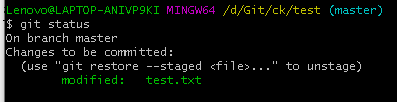 Lenovo@LAPTOP-ANIVP9KI MINGW64 /d/Git/ck/test (master)
$ git status
On branch master
Changes to be committed:
  (use "git restore --staged <file>..." to unstage)
        modified:   test.txt